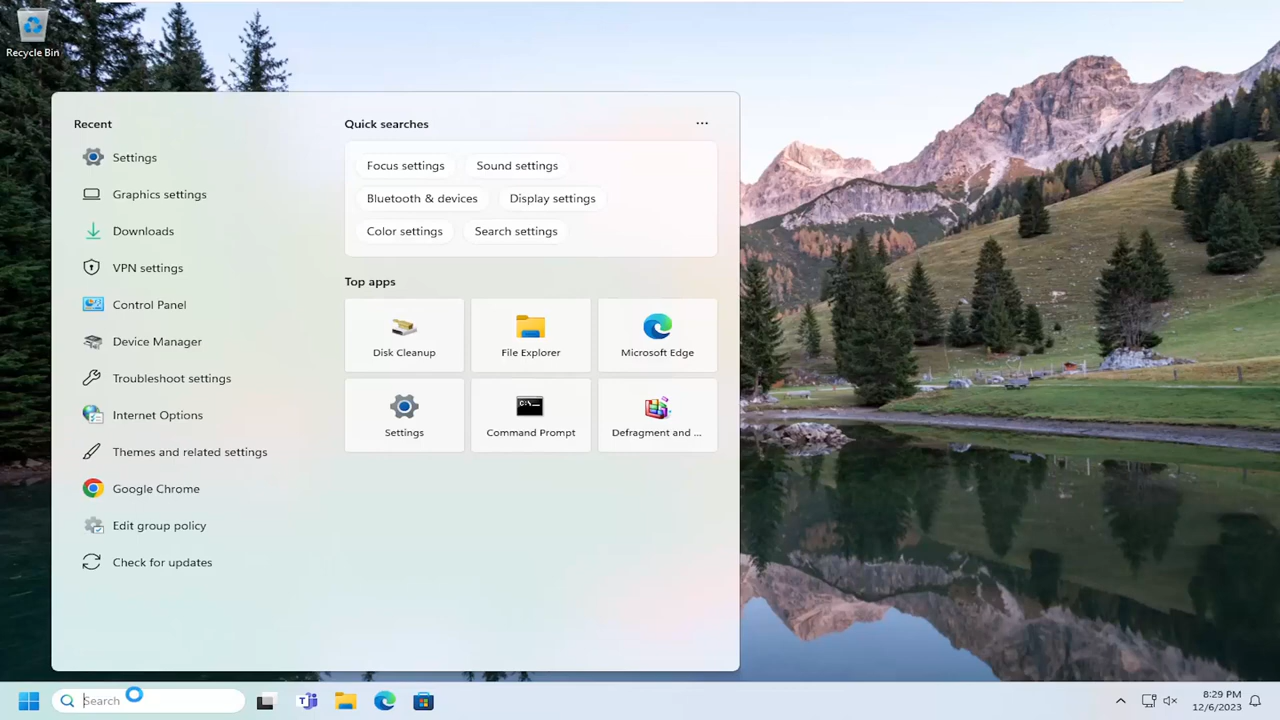 Recycle Bin
Recent
Settings
Graphics settings
Downloads
VPN settings
Control Panel
Device Manager
Troubleshoot settings
Internet Options
Themes and related settings
Google Chrome
Edit group policy
Check for updates
Quick searches
Focus settings
Sound settings
Bluetooth & devices
Display settings
Color settings
Search settings
Top apps
Disk Cleanup
File Explorer
Microsoft Edge
Settings
Command Prompt
Defragment and ...
Search
8:29 PM
12/6/2023